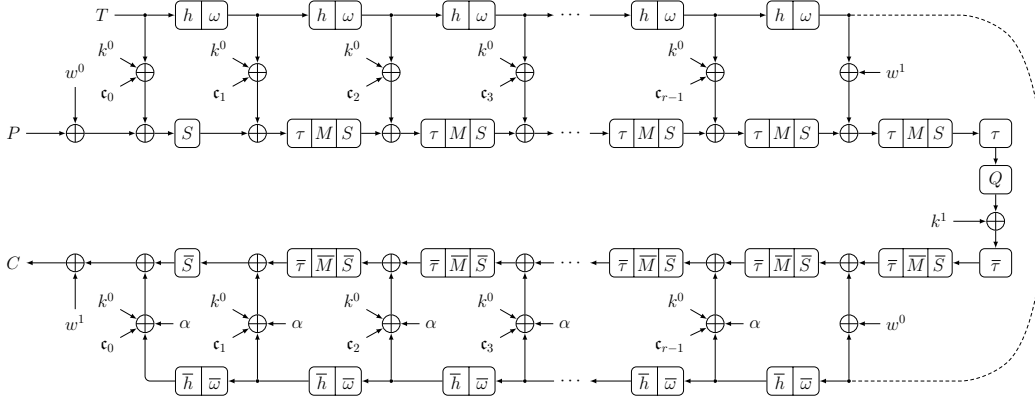 T h ω h ω h ω ··· h ω h ω
k⁰ k⁰ k⁰ k⁰ k⁰
w⁰ w¹
𝔠₀ 𝔠₁ 𝔠₂ 𝔠₃ 𝔠ᵣ₋₁
P S τ M S τ M S ··· τ M S τ M S τ M S τ
Q
k¹
C S̅ τ̅ M̅ S̅ τ̅ M̅ S̅ ··· τ̅ M̅ S̅ τ̅ M̅ S̅ τ̅ M̅ S̅ τ̅
k⁰ k⁰ k⁰ k⁰ k⁰
w¹ α α α α α w⁰
𝔠₀ 𝔠₁ 𝔠₂ 𝔠₃ 𝔠ᵣ₋₁
h̅ ω̅ h̅ ω̅ h̅ ω̅ ··· h̅ ω̅ h̅ ω̅